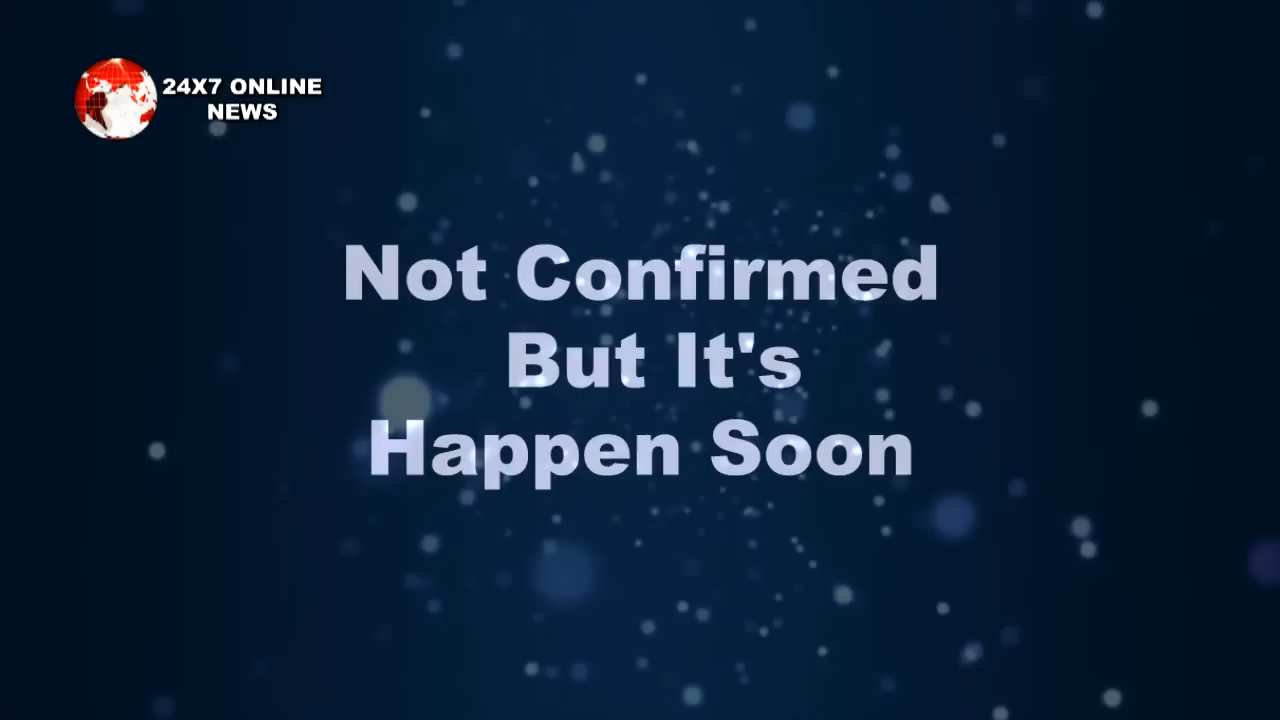 24X7 ONLINE
NEWS
Not Confirmed
But It's
Happen Soon